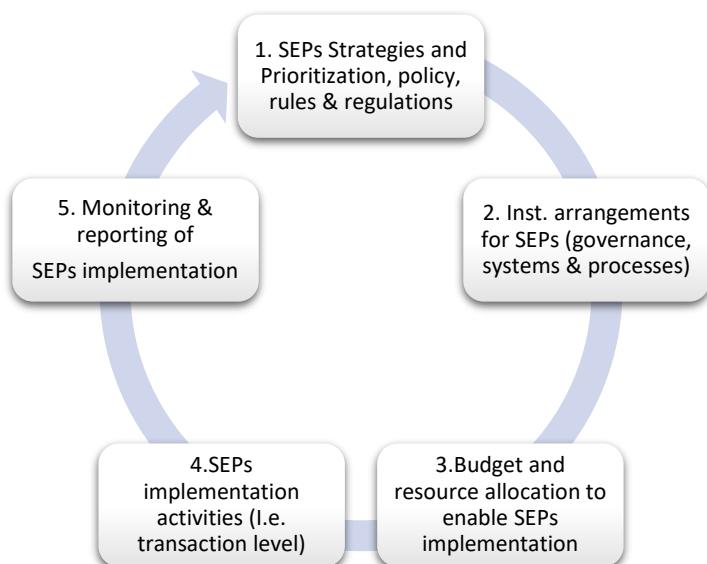 1. SEPs Strategies and
Prioritization, policy,
rules & regulations
2. Inst. arrangements
for SEPs (governance,
systems & processes)
3.Budget and
resource allocation to
enable SEPs
implementation
4.SEPs
implementation
activities (I.e.
transaction level)
5. Monitoring &
reporting of
SEPs implementation